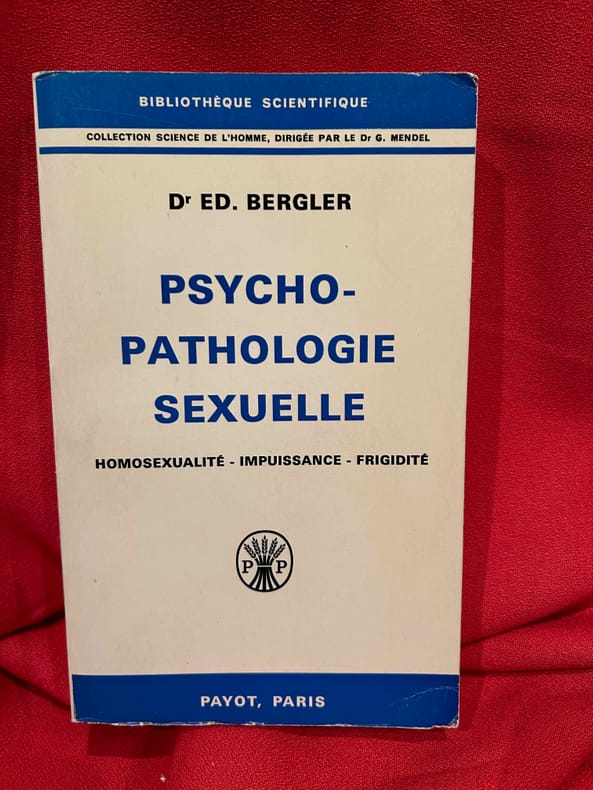 BIBLIOTHÈQUE SCIENTIFIQUE
COLLECTION SCIENCE DE L'HOMME, DIRIGÉE PAR LE Dr G. MENDEL
Dr ED. BERGLER
PSYCHO-
PATHOLOGIE
SEXUELLE
HOMOSEXUALITÉ - IMPUISSANCE - FRIGIDITÉ
P P
PAYOT, PARIS